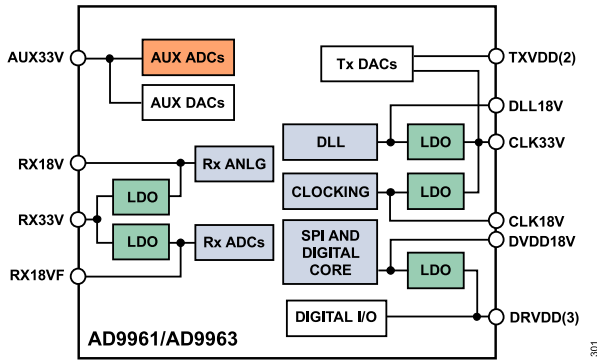 AUX33V
AUX ADCs
AUX DACs
Tx DACs
TXVDD(2)
DLL18V
DLL
LDO
CLK33V
RX18V
Rx ANLG
CLOCKING
LDO
LDO
RX33V
CLK18V
LDO
Rx ADCs
SPI AND
DIGITAL
CORE
DVDD18V
LDO
RX18VF
DIGITAL I/O
DRVDD(3)
AD9961/AD9963
301